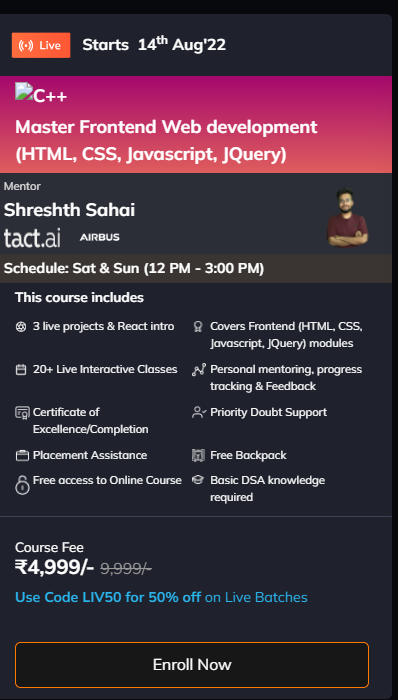 Live Starts 14th Aug'22
C++
Master Frontend Web development
(HTML, CSS, Javascript, JQuery)
Mentor
Shreshth Sahai
tact.ai AIRBUS
Schedule: Sat & Sun (12 PM - 3:00 PM)
This course includes
3 live projects & React intro
Covers Frontend (HTML, CSS,
Javascript, JQuery) modules
20+ Live Interactive Classes
Personal mentoring, progress
tracking & Feedback
Certificate of
Excellence/Completion
Priority Doubt Support
Placement Assistance
Free Backpack
Free access to Online Course
Basic DSA knowledge
required
Course Fee
₹4,999/- 9,999/-
Use Code LIV50 for 50% off on Live Batches
Enroll Now